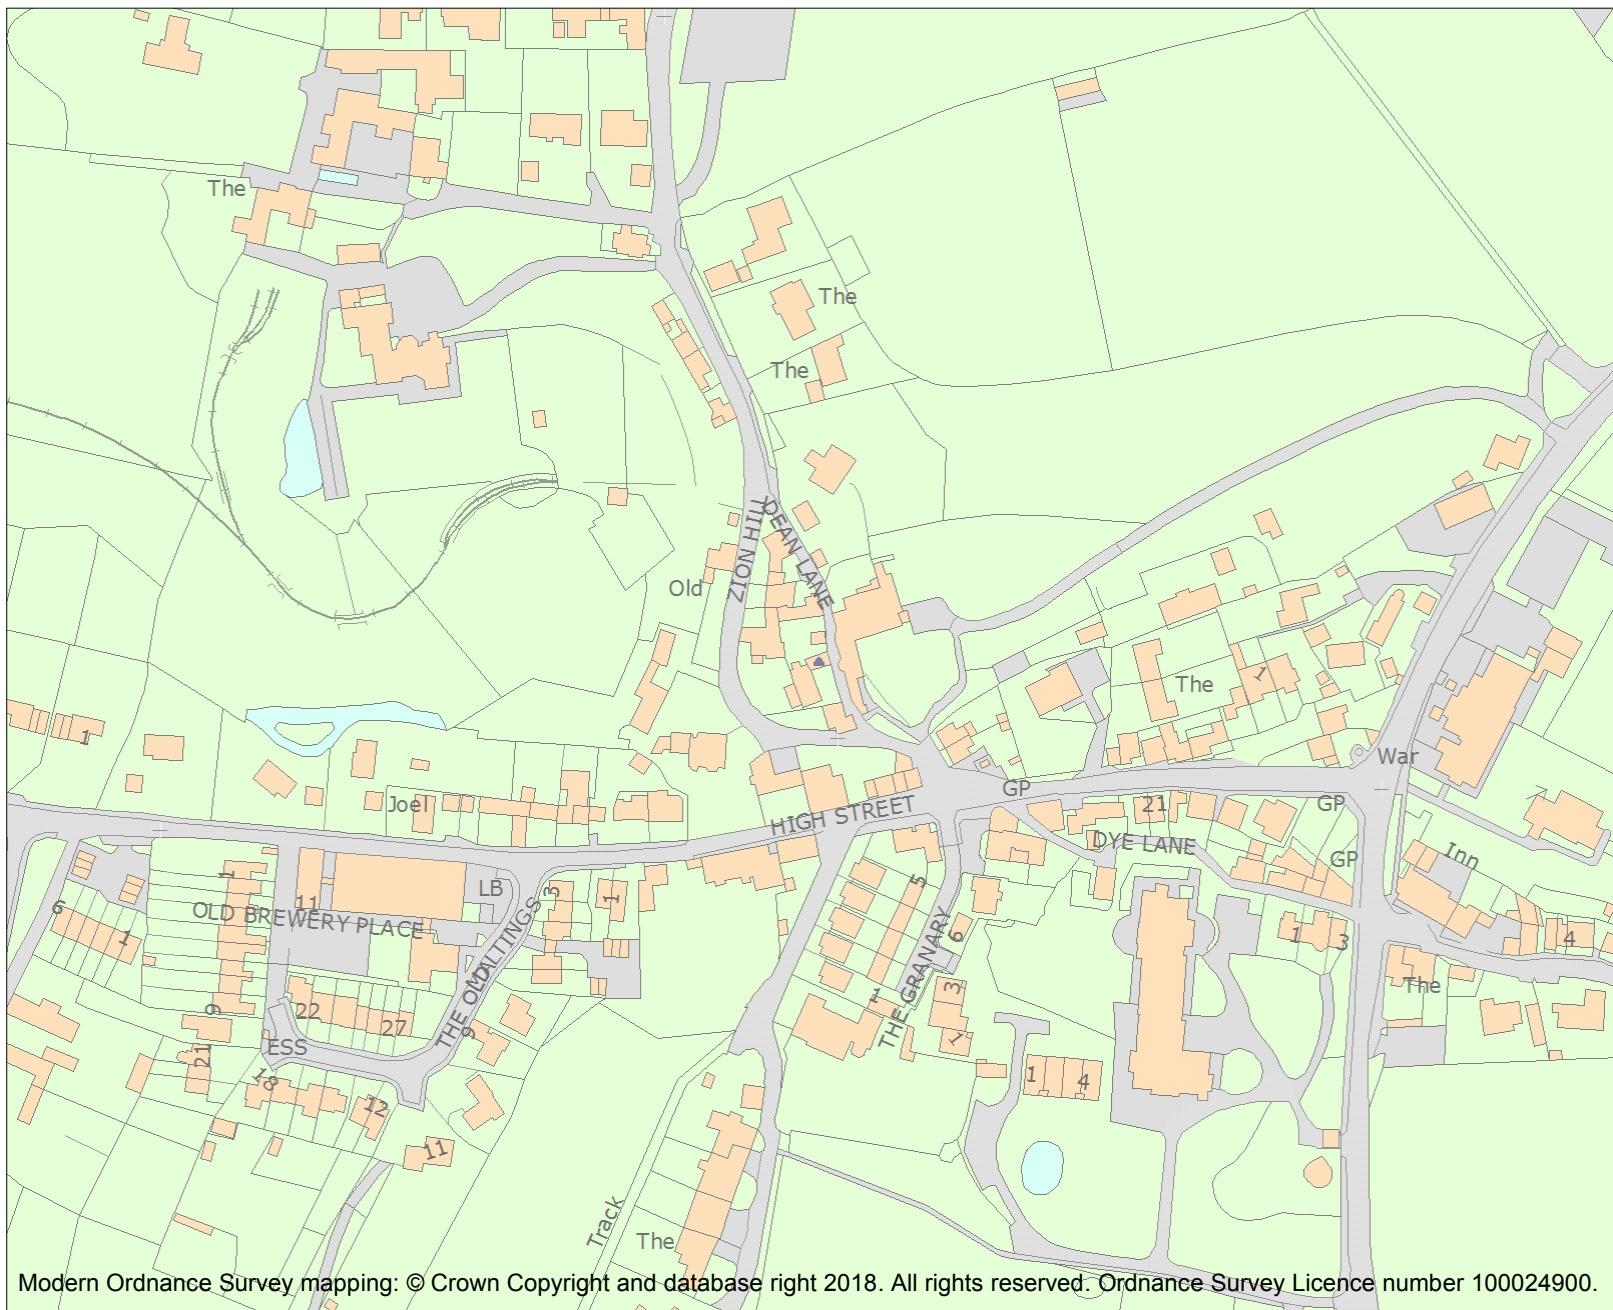 The
The
The
ZION HILL
DEAN LANE
Old
The
1
War
1
Joel
HIGH STREET
GP
21
GP
DYE LANE
GP
Inn
1
11
LB
3
1
5
6
1
OLD BREWERY PLACE
THE OLD MALTINGS
THE GRANARY
6
1
3
4
The
9
22
27
9
1
3
1
ESS
21
18
12
1
4
11
Track
The
Modern Ordnance Survey mapping: © Crown Copyright and database right 2018. All rights reserved. Ordnance Survey Licence number 100024900.